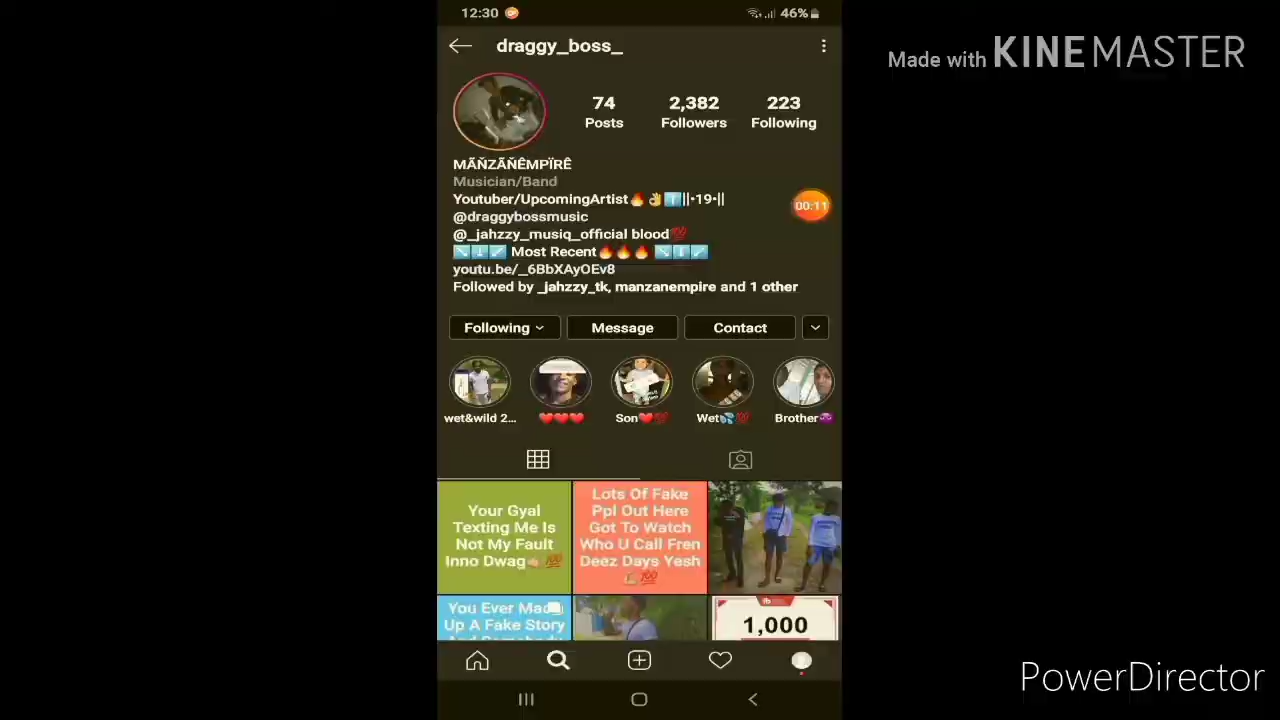 12:30
46%
draggy_boss_
Made with KINEMASTER
74 2,382 223
Posts Followers Following
MÃŇZÃŇÊMPÏRÊ
Musician/Band
Youtuber/UpcomingArtist🔥👌⬆️||•19•||
@draggybossmusic
@_jahzzy_musiq_official blood💯
↘️⬇️↙️ Most Recent🔥🔥🔥 ↘️⬇️↙️
youtu.be/_6BbXAyOEv8
Followed by _jahzzy_tk, manzanempire and 1 other
00:11
Following Message Contact
wet&wild 2... ❤️❤️❤️ Son❤️💯 Wet💦💯 Brother😈
Your Gyal
Texting Me Is
Not My Fault
Inno Dwag 💯
Lots Of Fake
Ppl Out Here
Got To Watch
Who U Call Fren
Deez Days Yesh
💯
You Ever Made
Up A Fake Story
And Somebody
1,000
PowerDirector